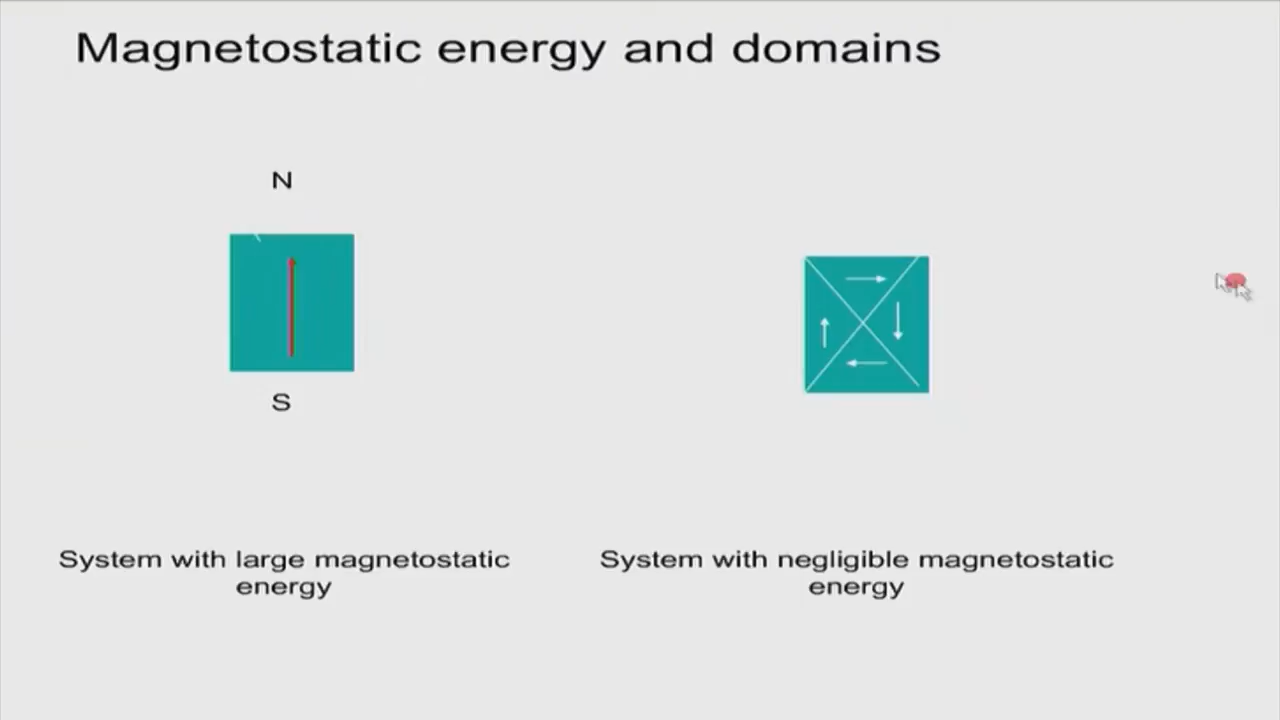 Magnetostatic energy and domains
N
S
System with large magnetostatic
energy
System with negligible magnetostatic
energy